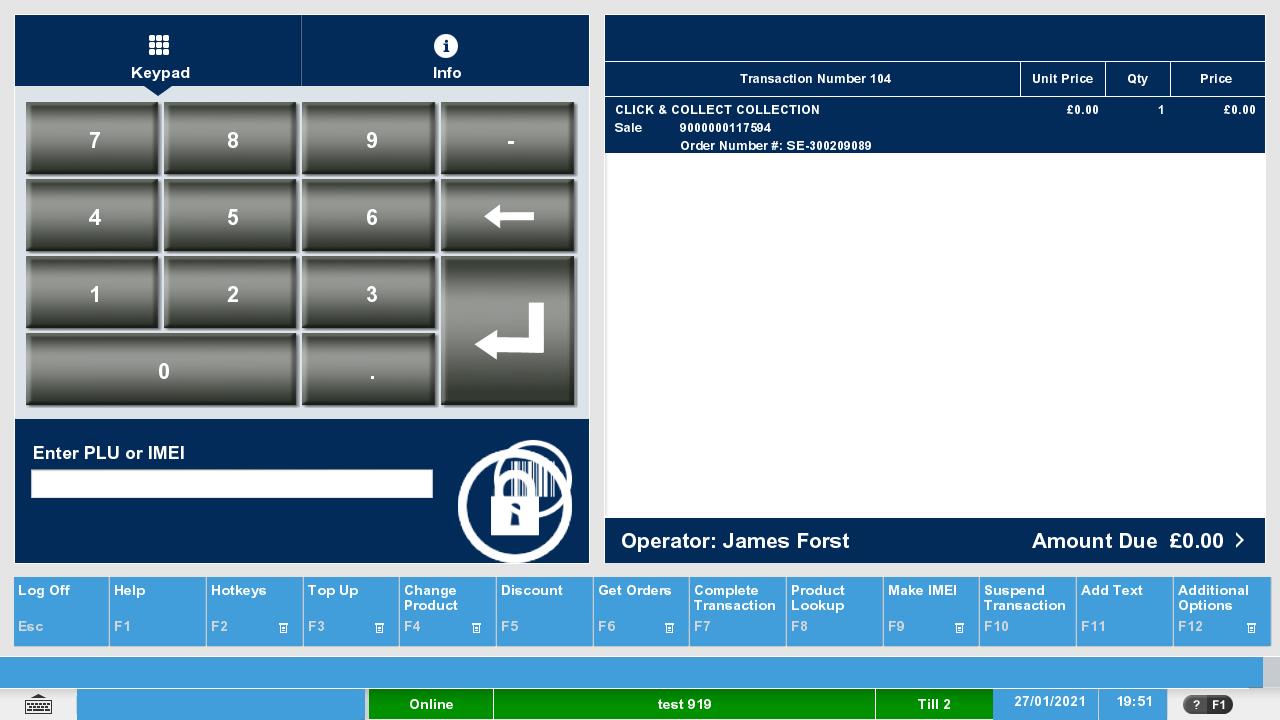 Keypad
Info
7 8 9 -
4 5 6
1 2 3
0 .
Enter PLU or IMEI
Transaction Number 104 Unit Price Qty Price
CLICK & COLLECT COLLECTION £0.00 1 £0.00
Sale 9000000117594
Order Number #: SE-300209089
Operator: James Forst Amount Due £0.00 >
Log Off
Esc
Help
F1
Hotkeys
F2
Top Up
F3
Change
Product
F4
Discount
F5
Get Orders
F6
Complete
Transaction
F7
Product
Lookup
F8
Make IMEI
F9
Suspend
Transaction
F10
Add Text
F11
Additional
Options
F12
Online test 919 Till 2 27/01/2021 19:51 ? F1